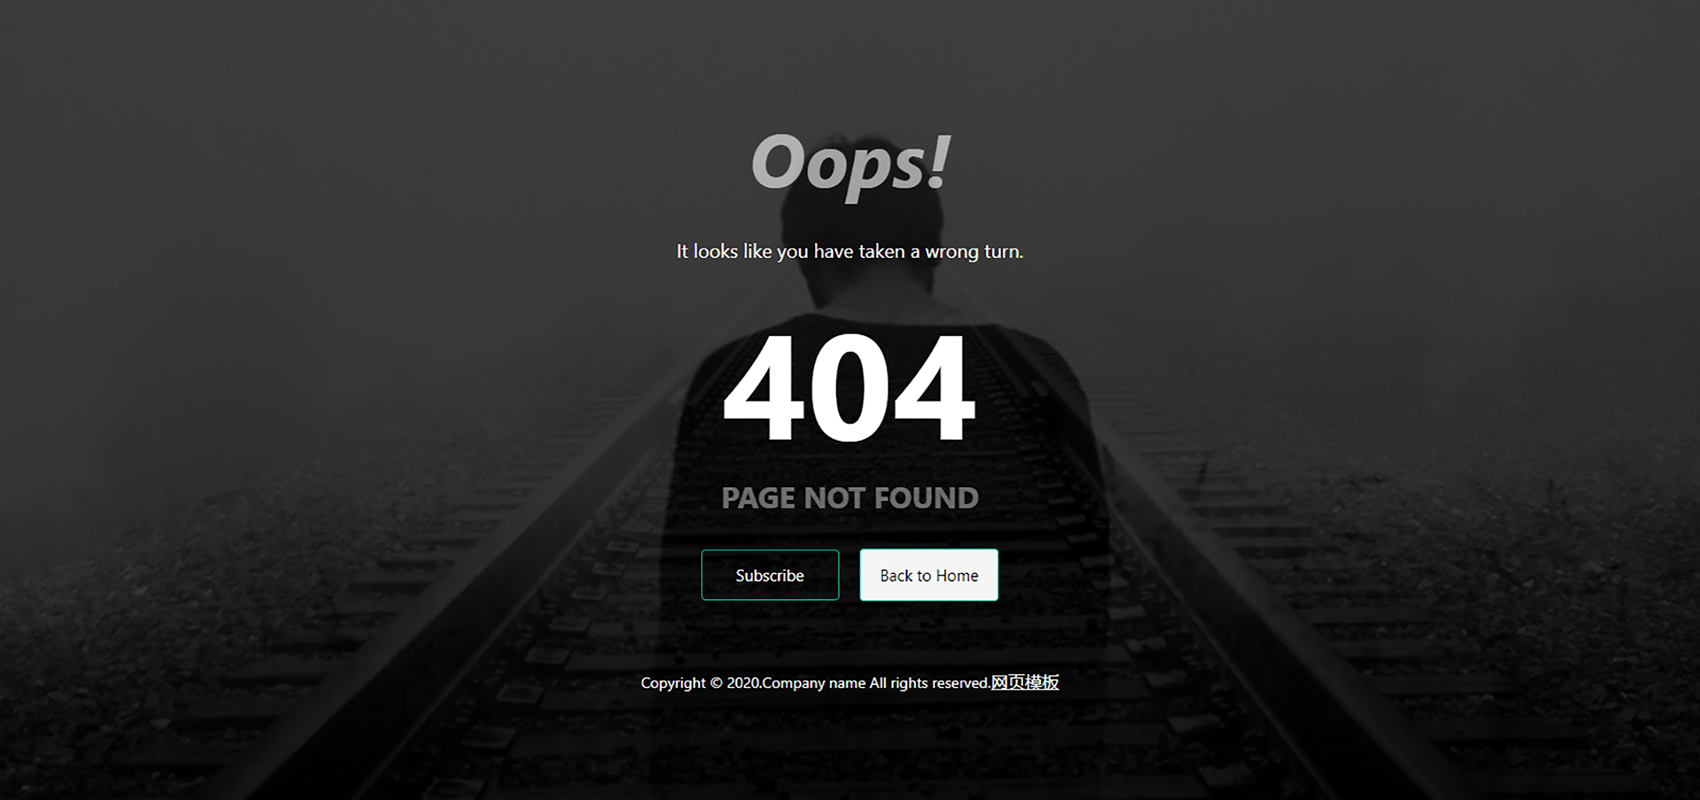 Oops!
It looks like you have taken a wrong turn.
404
PAGE NOT FOUND
Subscribe
Back to Home
Copyright © 2020.Company name All rights reserved.网页模板